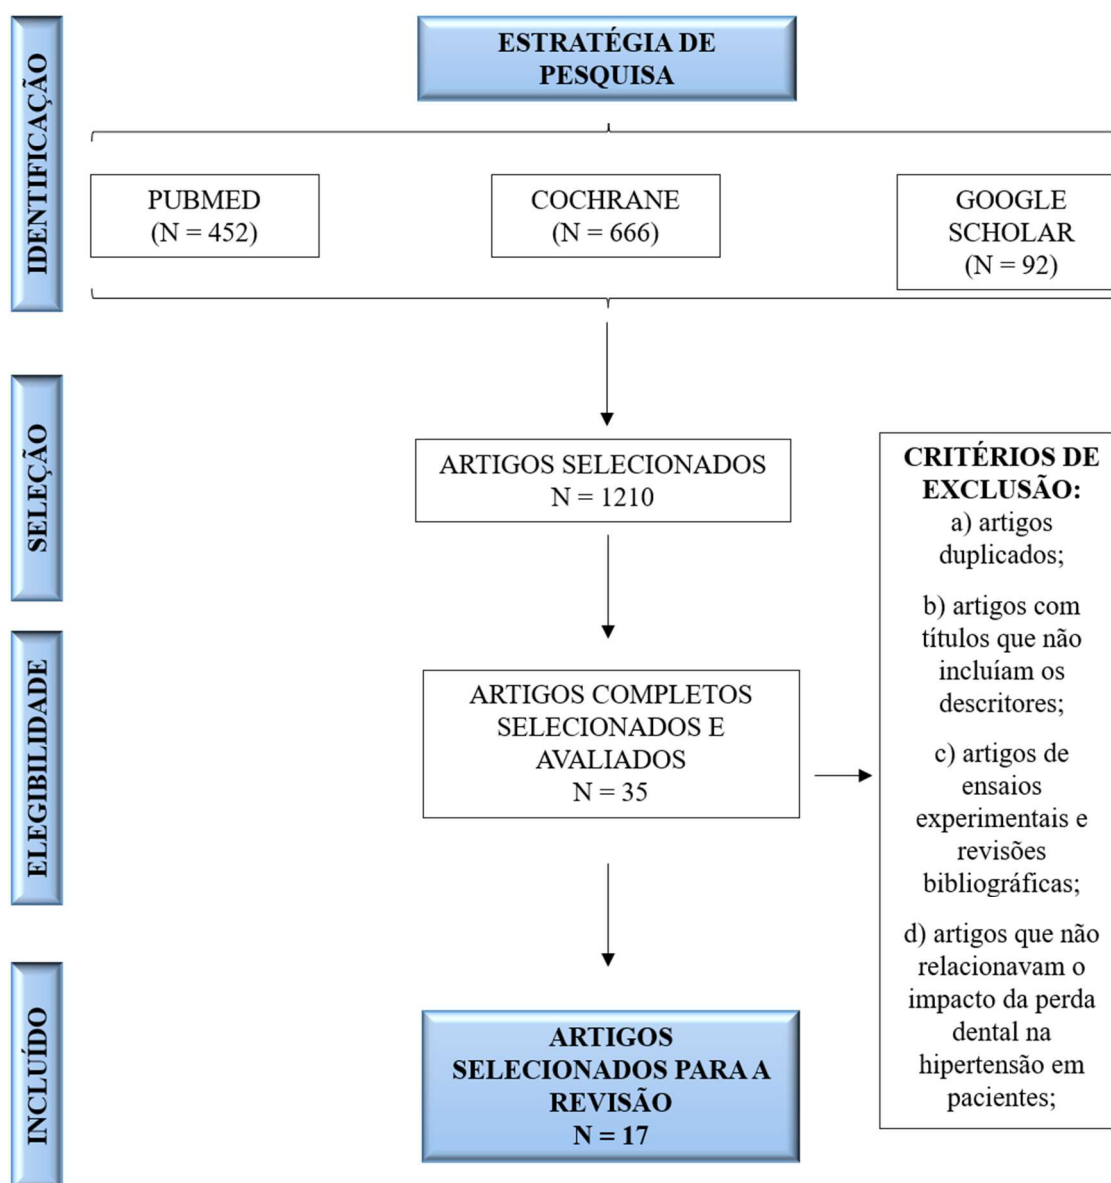 IDENTIFICAÇÃO
ESTRATÉGIA DE
PESQUISA
PUBMED
(N = 452)
COCHRANE
(N = 666)
GOOGLE
SCHOLAR
(N = 92)
SELEÇÃO
ARTIGOS SELECIONADOS
N = 1210
ELEGIBILIDADE
ARTIGOS COMPLETOS
SELECIONADOS E
AVALIADOS
N = 35
CRITÉRIOS DE
EXCLUSÃO:
a) artigos
duplicados;
b) artigos com
títulos que não
incluíam os
descritores;
c) artigos de
ensaios
experimentais e
revisões
bibliográficas;
d) artigos que não
relacionavam o
impacto da perda
dental na
hipertensão em
pacientes;
INCLUÍDO
ARTIGOS
SELECIONADOS PARA A
REVISÃO
N = 17